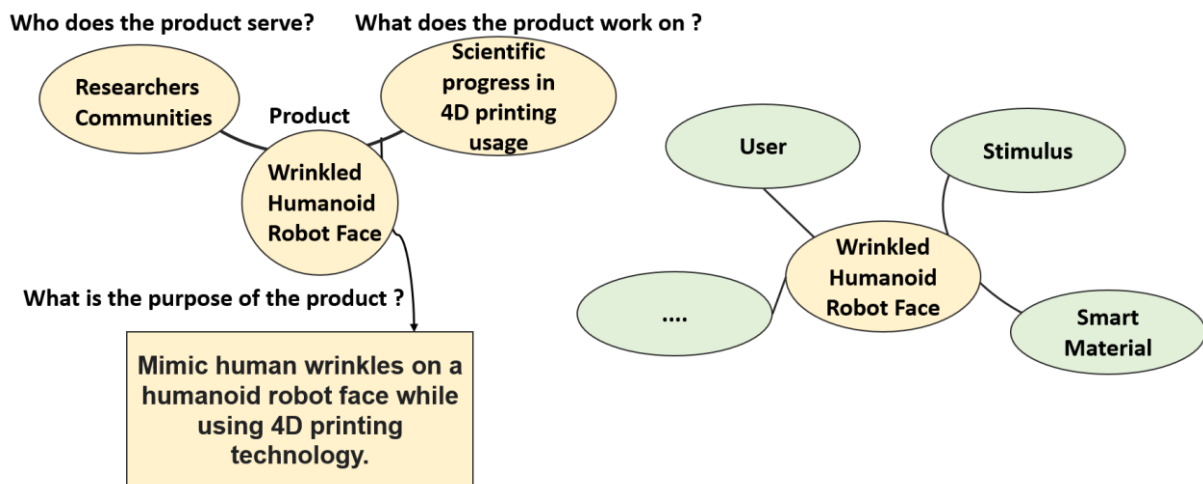 Who does the product serve?
What does the product work on ?
Researchers
Communities
Scientific
progress in
4D printing
usage
Product
Wrinkled
Humanoid
Robot Face
What is the purpose of the product ?
Mimic human wrinkles on a
humanoid robot face while
using 4D printing
technology.
User
Stimulus
Wrinkled
Humanoid
Robot Face
....
Smart
Material